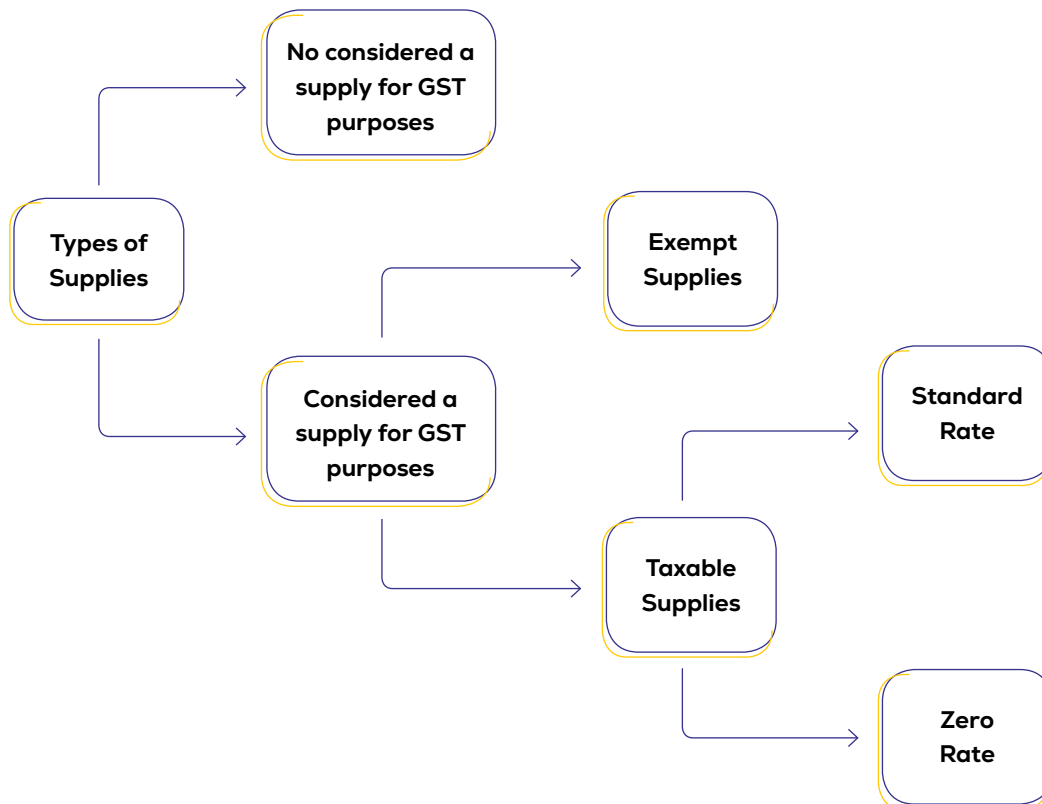 No considered a
supply for GST
purposes
Types of
Supplies
Exempt
Supplies
Considered a
supply for GST
purposes
Standard
Rate
Taxable
Supplies
Zero
Rate